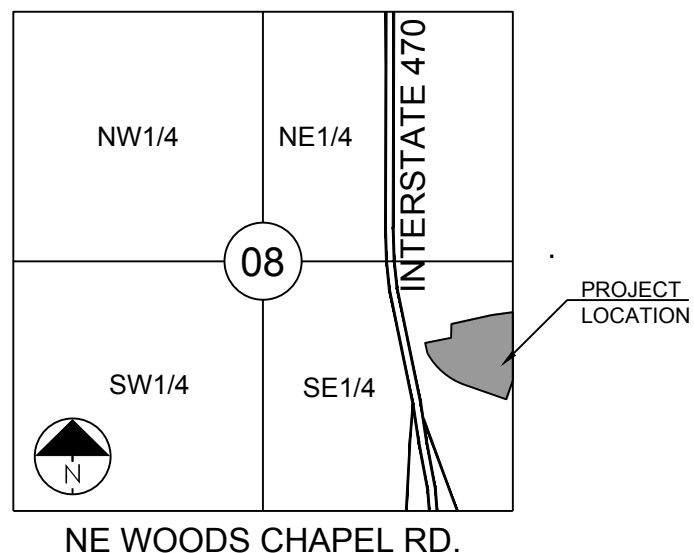 NW1/4
NE1/4
INTERSTATE 470
08
PROJECT
LOCATION
SW1/4
SE1/4
N
NE WOODS CHAPEL RD.